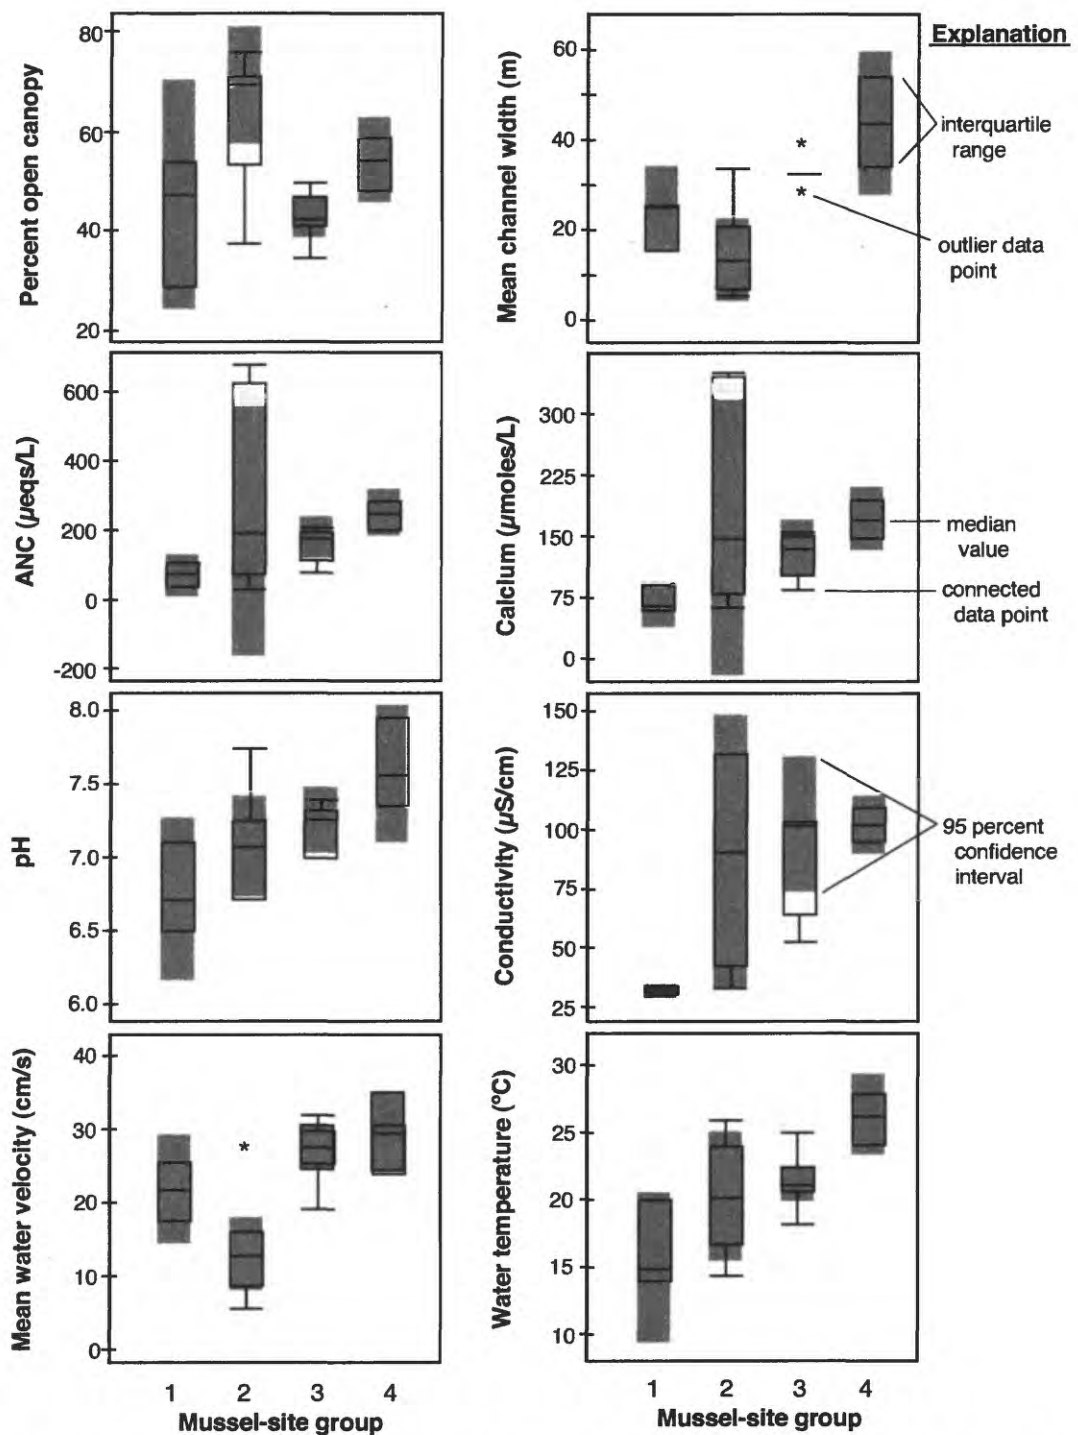 Explanation
Percent open canopy
80
60
40
20
Mean channel width (m)
60
40
20
0
*
*
interquartile
range
outlier data
point
ANC (µeqs/L)
600
400
200
0
-200
Calcium (µmoles/L)
300
225
150
75
0
median
value
connected
data point
pH
8.0
7.5
7.0
6.5
6.0
Conductivity (µS/cm)
150
125
100
75
50
25
95 percent
confidence
interval
Mean water velocity (cm/s)
40
30
20
10
0
*
Water temperature (°C)
30
25
20
15
10
1 2 3 4
Mussel-site group
1 2 3 4
Mussel-site group